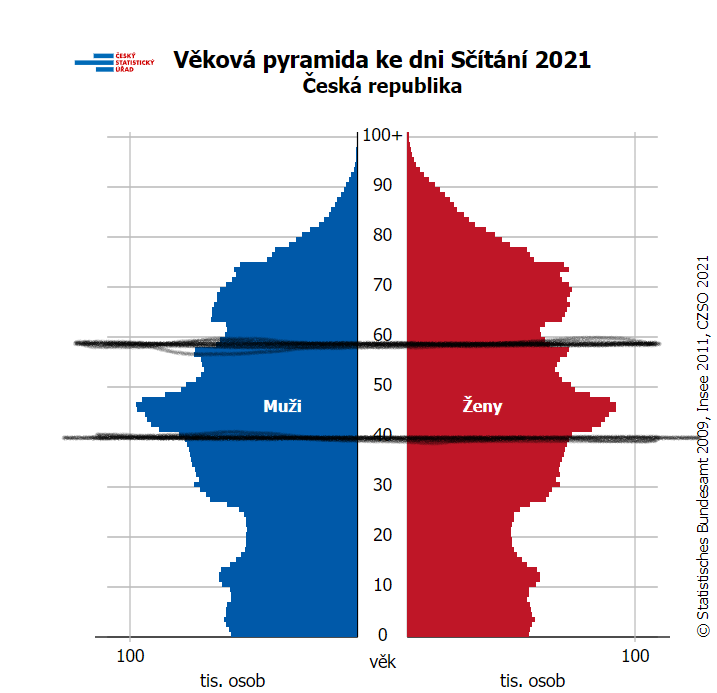 ČESKÝ
STATISTICKÝ
ÚŘAD
Věková pyramida ke dni Sčítání 2021
Česká republika
100+
90
80
70
60
50
Muži
Ženy
40
30
20
10
0
100
100
věk
tis. osob
tis. osob
© Statistisches Bundesamt 2009, Insee 2011, CZSO 2021